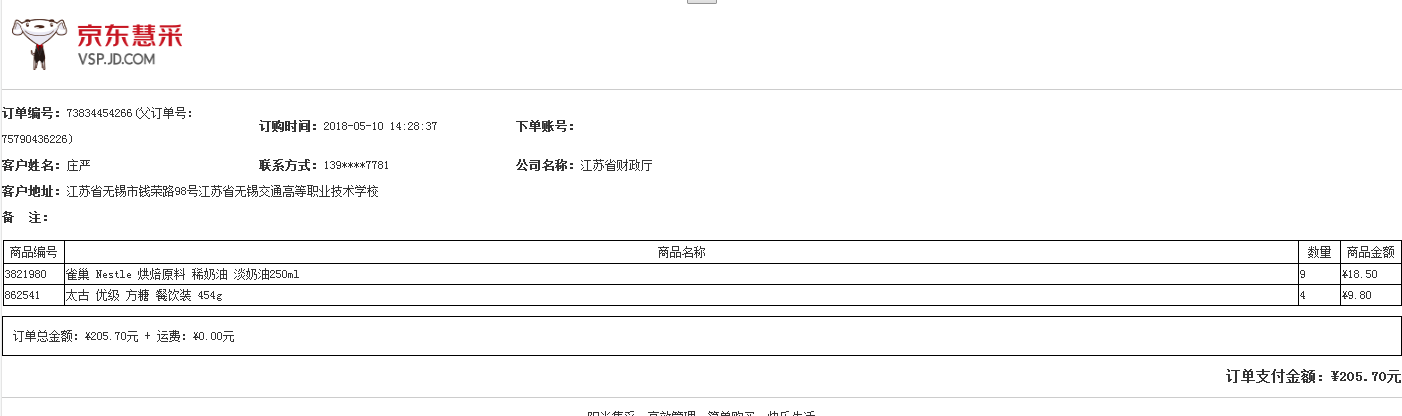 京东慧采
VSP.JD.COM
订单编号：73834454266(父订单号：
75790436226)
订购时间：2018-05-10 14:28:37
下单账号：
客户姓名：庄严
联系方式：139****7781
公司名称：江苏省财政厅
客户地址：江苏省无锡市钱荣路98号江苏省无锡交通高等职业技术学校
备 注：
商品编号 商品名称 数量 商品金额
3821980 雀巢 Nestle 烘焙原料 稀奶油 淡奶油250ml 9 ¥18.50
862541 太古 优级 方糖 餐饮装 454g 4 ¥9.80
订单总金额：¥205.70元 + 运费：¥0.00元
订单支付金额：¥205.70元